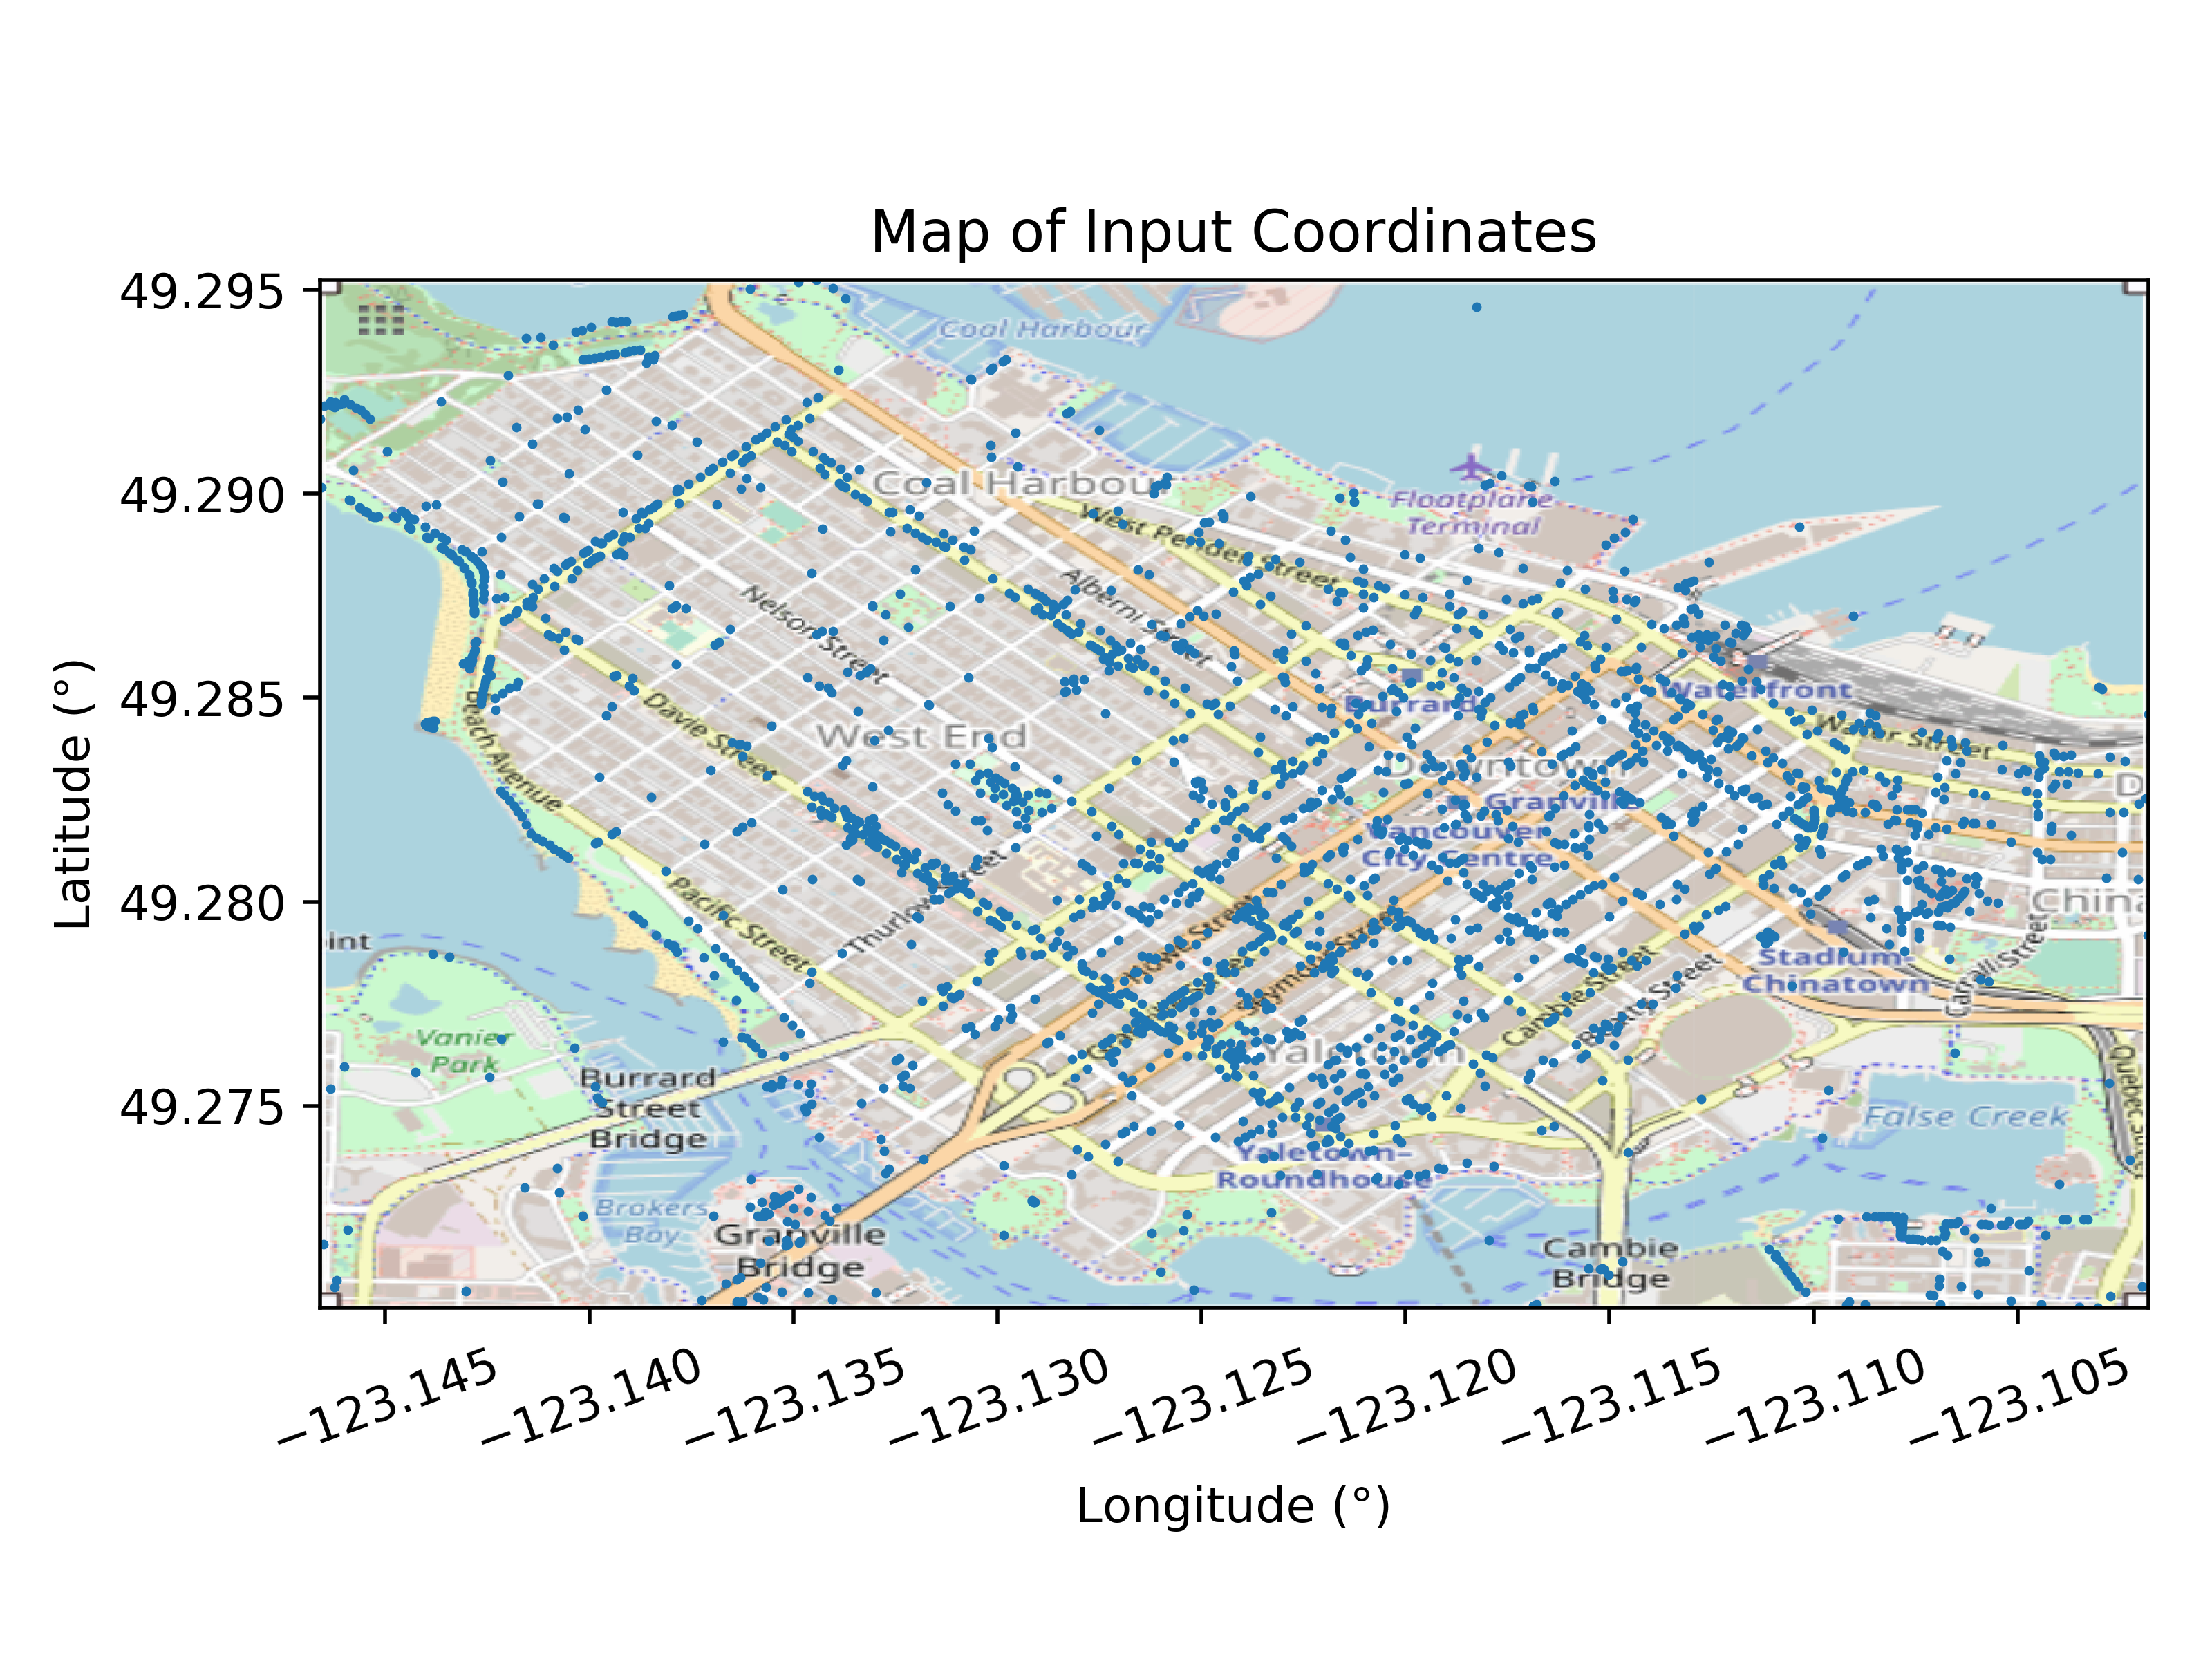 Map of Input Coordinates
49.295
49.290
49.285
49.280
49.275
Latitude (°)
Coal Harbour
Coal Harbou
West Pender Street
Floatplane
Terminal
Alberni Street
Nelson Street
Burrard
Waterfront
Water Street
Davie Street
West End
Beach Avenue
Downtown
Granville
Vancouver
City Centre
D
Pacific Street
Thurlow Street
Chin
int
Seymour Street
Stadium-
Chinatown
Carrall Street
Cambie Street
Beatty Street
Vanier
Park
Yaletown
Burrard
Street
Bridge
False Creek
Quebec
Yaletown-
Roundhouse
Brokers
Bay
Granville
Bridge
Cambie
Bridge
−123.145
−123.140
−123.135
−123.130
−123.125
−123.120
−123.115
−123.110
−123.105
Longitude (°)